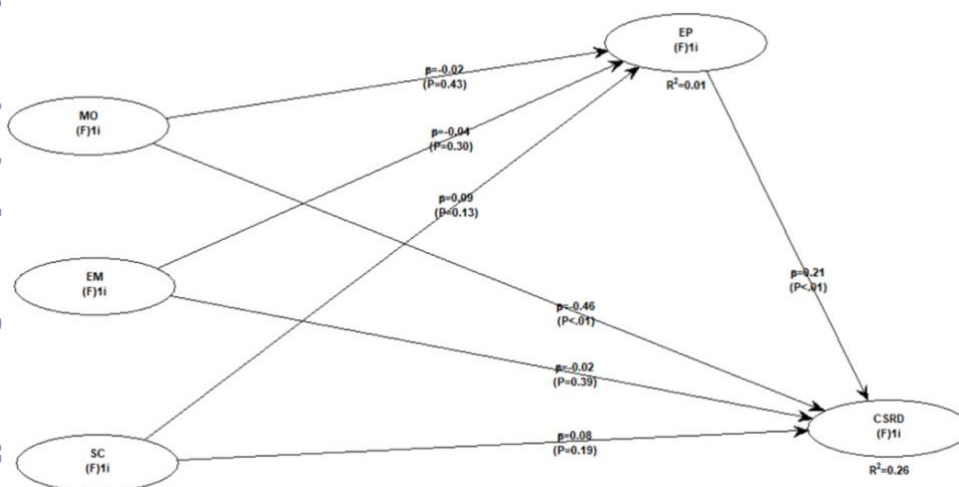 EP
(F)1i
R²=0.01
β=-0.02
(P=0.43)
MO
(F)1i
β=-0.04
(P=0.30)
β=0.09
(P=0.13)
EM
(F)1i
β=0.21
(P<.01)
β=-0.46
(P<.01)
β=-0.02
(P=0.39)
CSRD
(F)1i
β=0.08
(P=0.19)
SC
(F)1i
R²=0.26